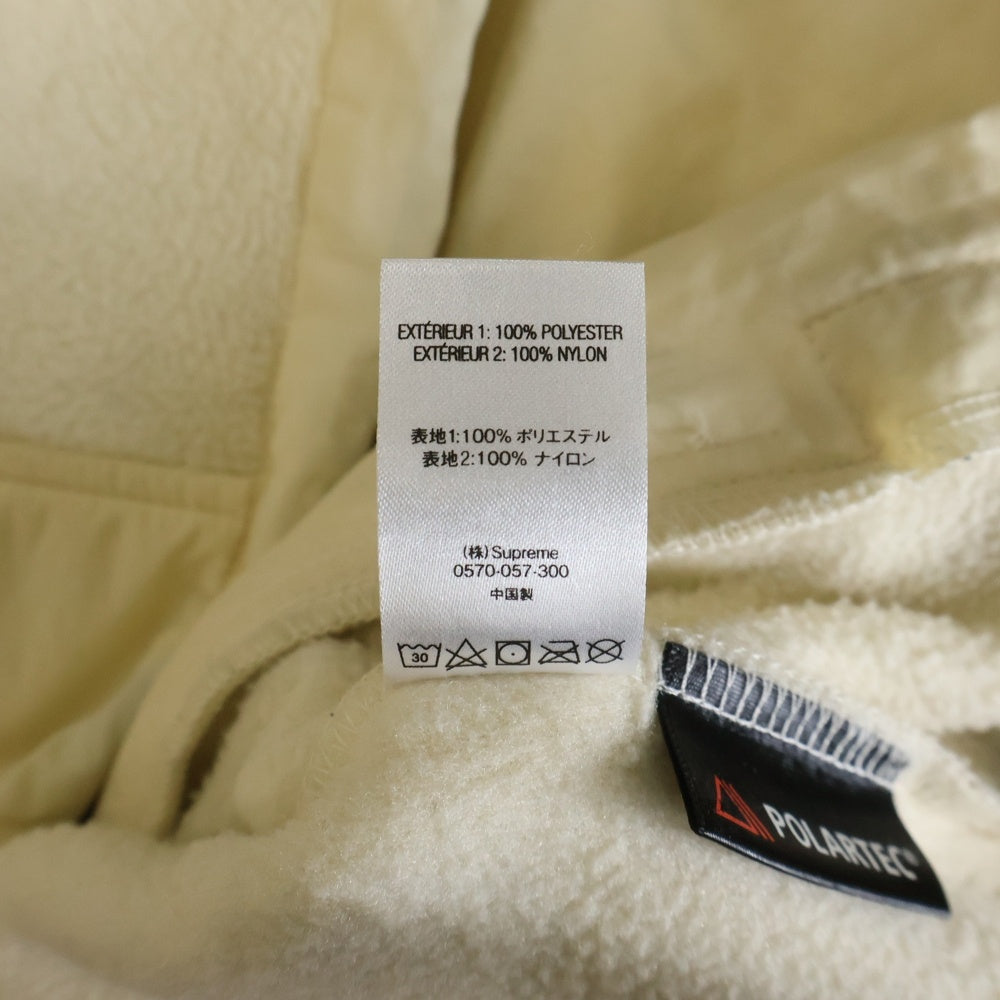 EXTÉRIEUR 1: 100% POLYESTER
EXTÉRIEUR 2: 100% NYLON
表地1:100% ポリエステル
表地2:100% ナイロン
(株) Supreme
0570-057-300
中国製
30
POLARTEC®